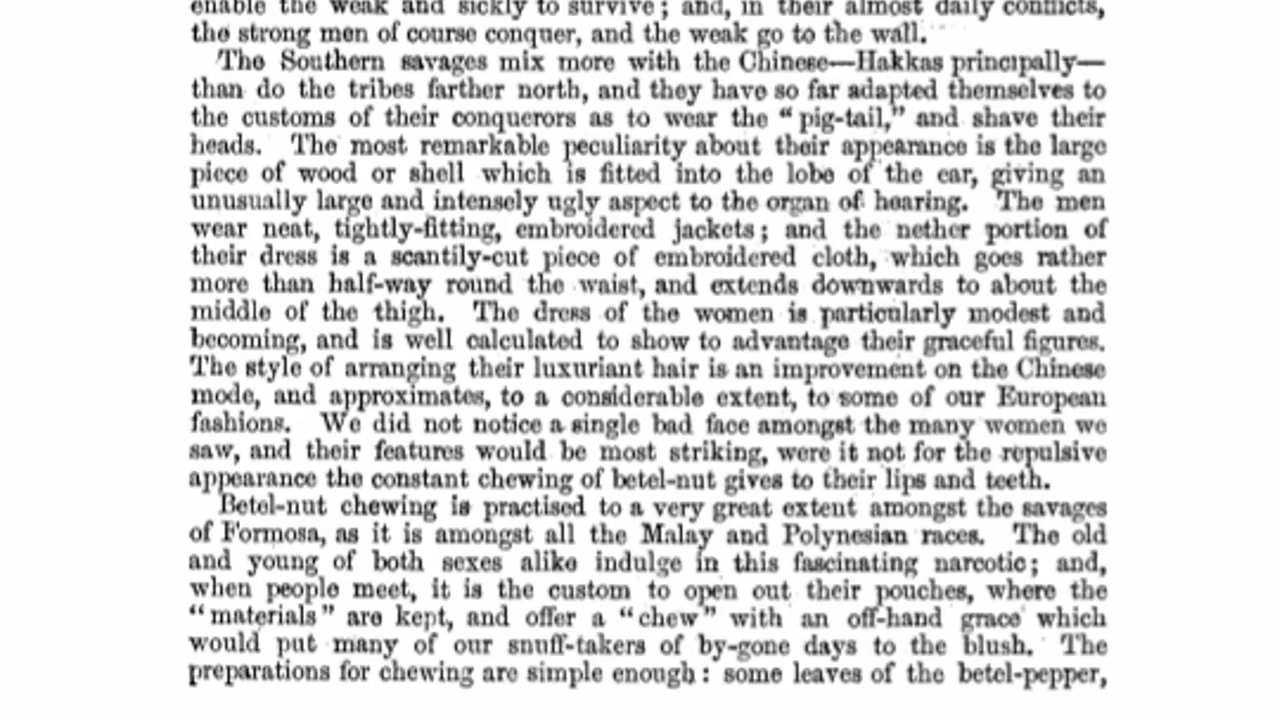 enable the weak and sickly to survive; and, in their almost daily conflicts,
the strong men of course conquer, and the weak go to the wall.
The Southern savages mix more with the Chinese—Hakkas principally—
than do the tribes farther north, and they have so far adapted themselves to
the customs of their conquerors as to wear the "pig-tail," and shave their
heads. The most remarkable peculiarity about their appearance is the large
piece of wood or shell which is fitted into the lobe of the ear, giving an
unusually large and intensely ugly aspect to the organ of hearing. The men
wear neat, tightly-fitting, embroidered jackets; and the nether portion of
their dress is a scantily-cut piece of embroidered cloth, which goes rather
more than half-way round the waist, and extends downwards to about the
middle of the thigh. The dress of the women is particularly modest and
becoming, and is well calculated to show to advantage their graceful figures.
The style of arranging their luxuriant hair is an improvement on the Chinese
mode, and approximates, to a considerable extent, to some of our European
fashions. We did not notice a single bad face amongst the many women we
saw, and their features would be most striking, were it not for the repulsive
appearance the constant chewing of betel-nut gives to their lips and teeth.
Betel-nut chewing is practised to a very great extent amongst the savages
of Formosa, as it is amongst all the Malay and Polynesian races. The old
and young of both sexes alike indulge in this fascinating narcotic; and,
when people meet, it is the custom to open out their pouches, where the
"materials" are kept, and offer a "chew" with an off-hand grace which
would put many of our snuff-takers of by-gone days to the blush. The
preparations for chewing are simple enough: some leaves of the betel-pepper,